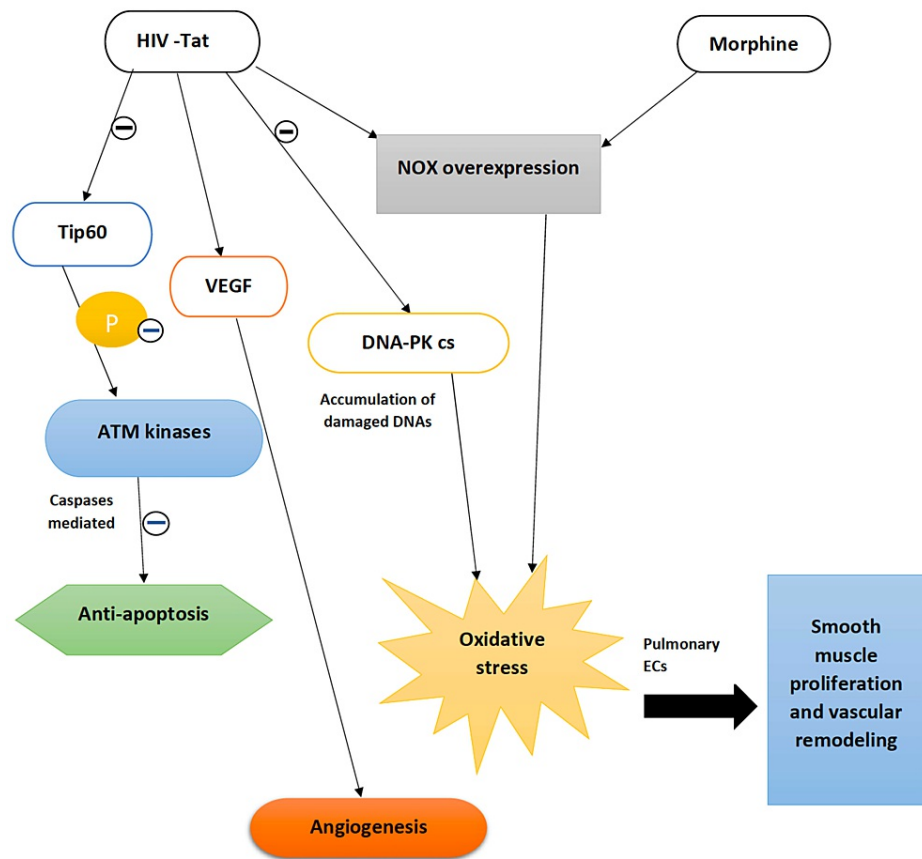 HIV -Tat
Morphine
NOX overexpression
Tip60
VEGF
P
DNA-PK cs
Accumulation of
damaged DNAs
ATM kinases
Caspases
mediated
Anti-apoptosis
Oxidative
stress
Pulmonary
ECs
Smooth
muscle
proliferation
and vascular
remodeling
Angiogenesis